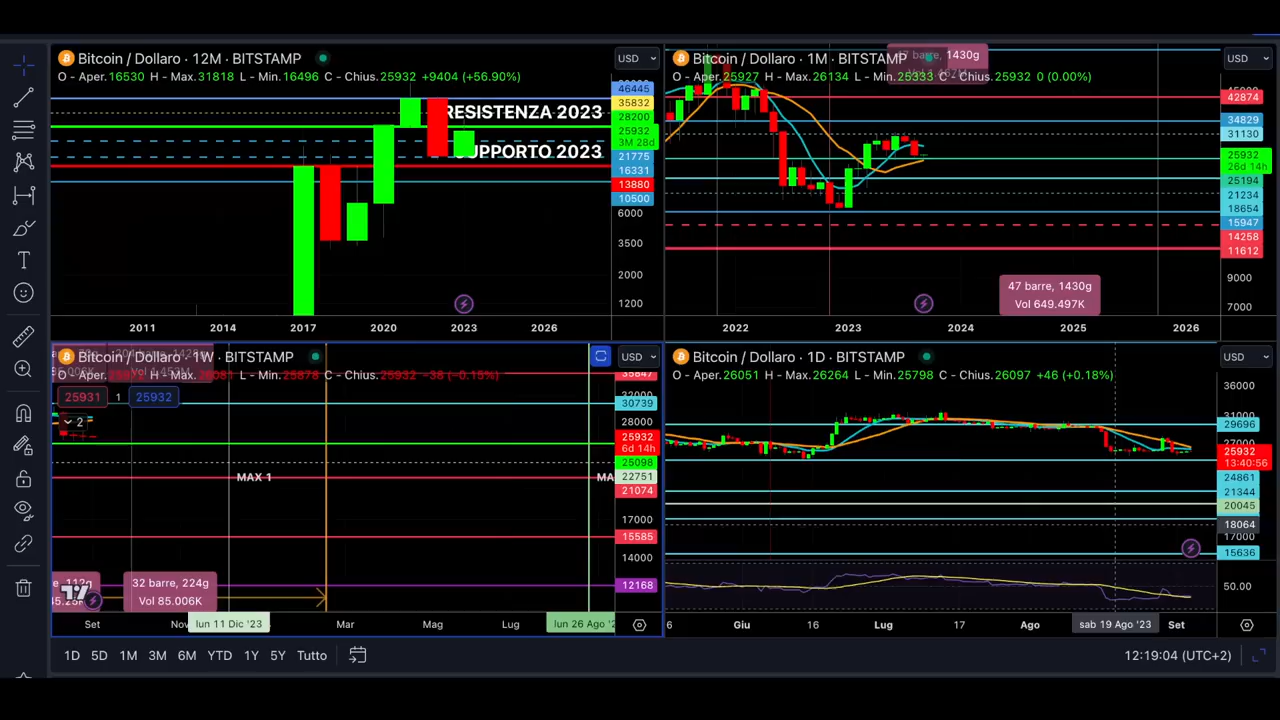 Bitcoin / Dollaro · 12M · BITSTAMP
O - Aper.16530 H - Max.31818 L - Min.16496 C - Chius.25932 +9404 (+56.90%)
USD
46445
35832
28200
25932
3M 28d
21775
16331
13880
10500
6000
3500
2000
1200
RESISTENZA 2023
SUPPORTO 2023
2011 2014 2017 2020 2023 2026
Bitcoin / Dollaro · 1M · BITSTAMP
47 barre, 1430g
O - Aper.25927 H - Max.26134 L - Min.25333 C - Chius.25932 0 (0.00%)
USD
42874
34829
31130
25932
26d 14h
25194
21234
18654
15947
14258
11612
9000
7000
47 barre, 1430g
Vol 649.497K
2022 2023 2024 2025 2026
Bitcoin / Dollaro · 1W · BITSTAMP
H - Max.26081 L - Min.25878 C - Chius.25932 −38 (−0.15%)
USD
25931 1 25932
2
35847
32000
30739
28000
25932
6d 14h
25098
22751
21074
17000
15585
14000
12168
MAX 1
MA
32 barre, 224g
Vol 85.006K
Set Nov lun 11 Dic '23 Mar Mag Lug lun 26 Ago '2
Bitcoin / Dollaro · 1D · BITSTAMP
O - Aper.26051 H - Max.26264 L - Min.25798 C - Chius.26097 +46 (+0.18%)
USD
36000
31000
29696
27000
25932
13:40:56
24861
21344
20045
18064
17000
15636
50.00
6 Giu 16 Lug 17 Ago sab 19 Ago '23 Set
1D 5D 1M 3M 6M YTD 1Y 5Y Tutto
12:19:04 (UTC+2)